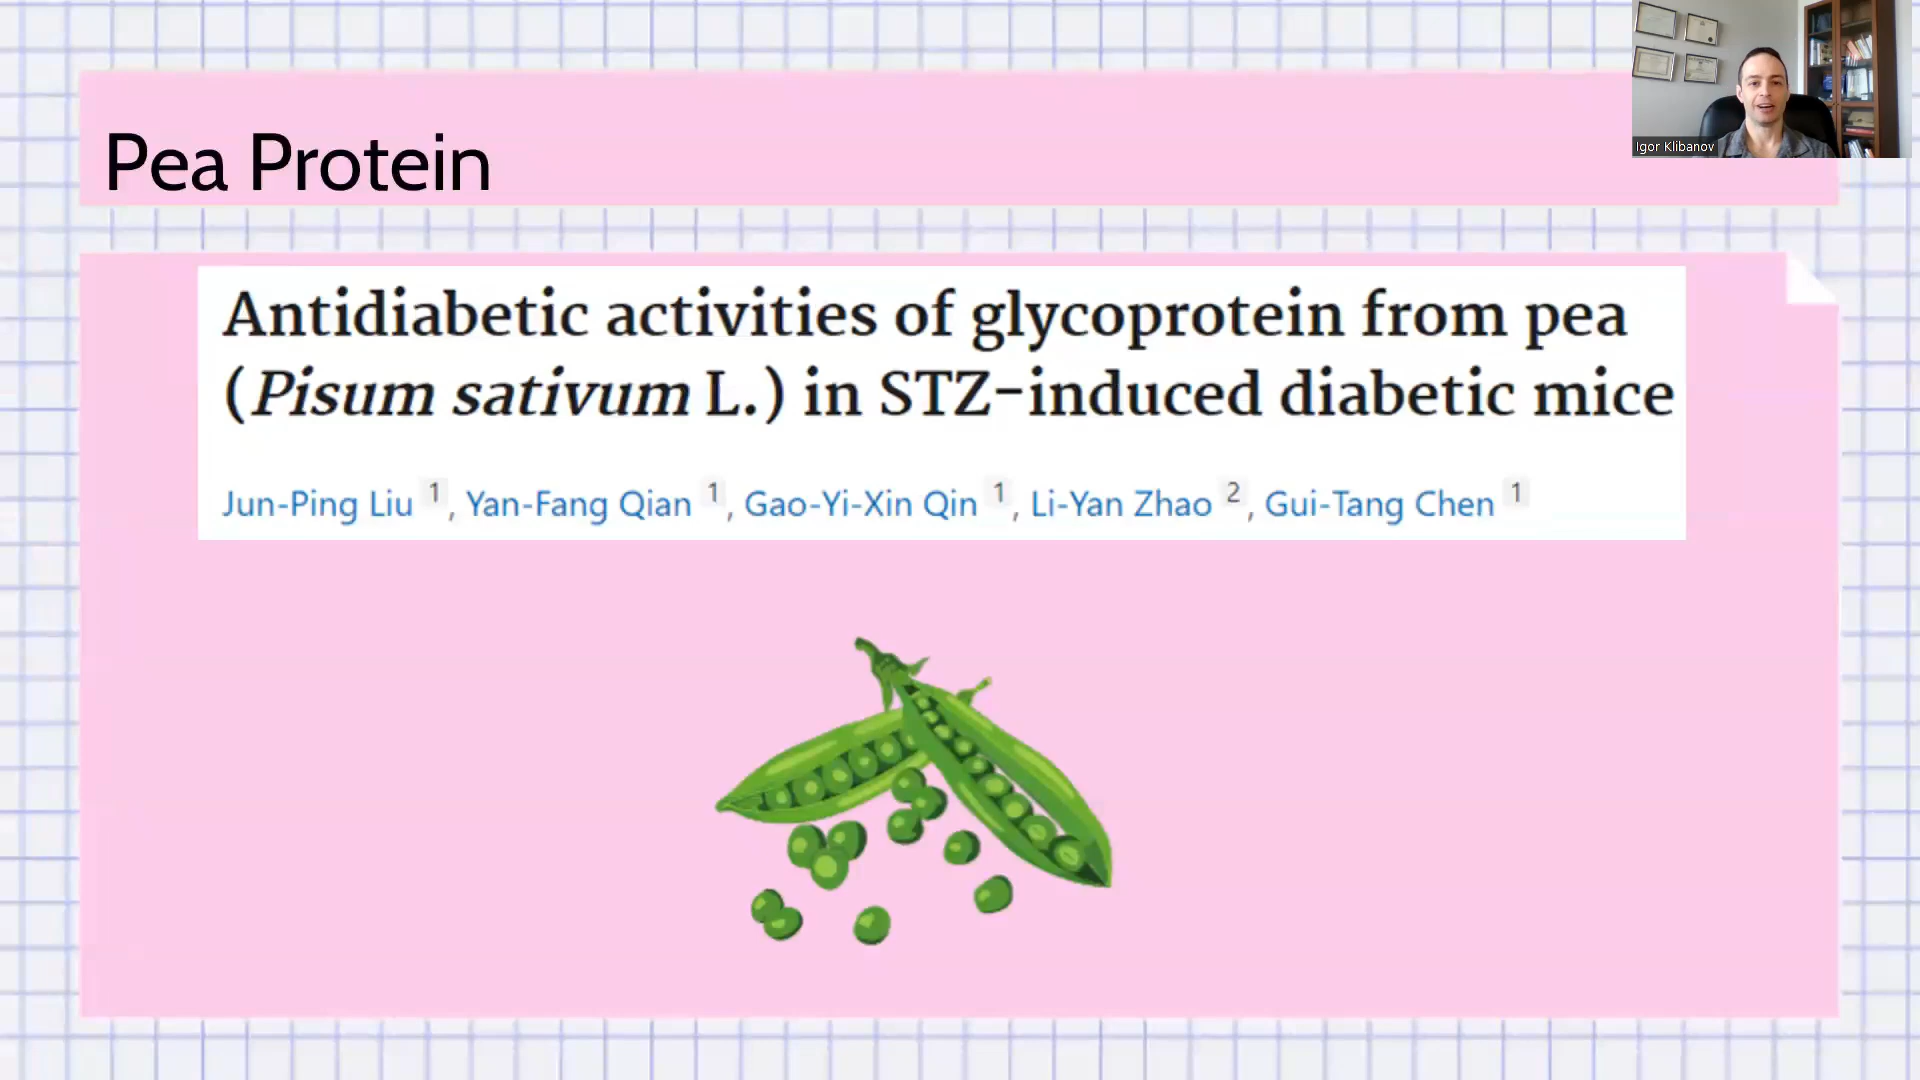 Pea Protein
Igor Klibanov
Antidiabetic activities of glycoprotein from pea
(Pisum sativum L.) in STZ-induced diabetic mice
Jun-Ping Liu 1, Yan-Fang Qian 1, Gao-Yi-Xin Qin 1, Li-Yan Zhao 2, Gui-Tang Chen 1